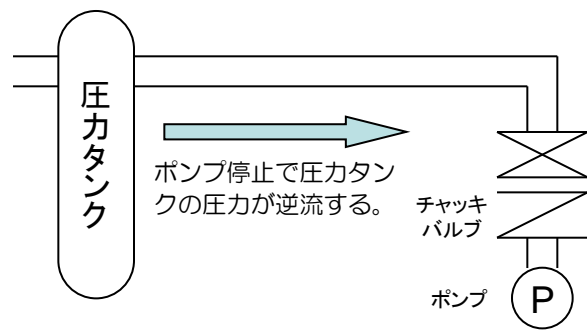 圧力タンク
ポンプ停止で圧力タン
クの圧力が逆流する。
チャッキ
バルブ
ポンプ
P